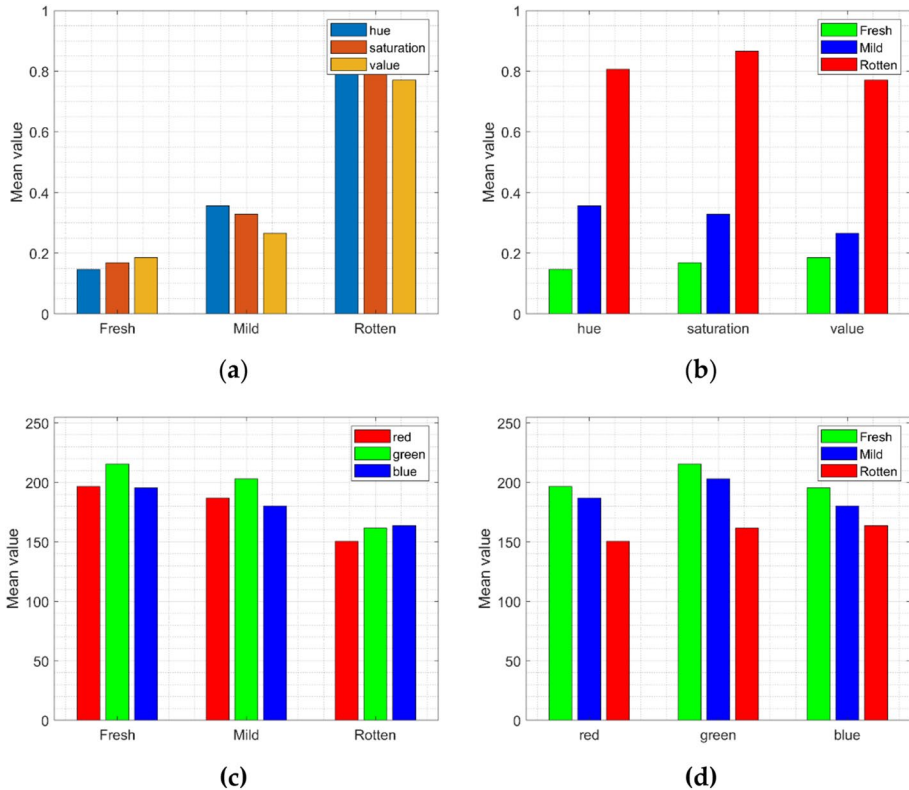 1
0.8
0.6
0.4
0.2
0
Mean value
hue
saturation
value
Fresh Mild Rotten
(a)
1
0.8
0.6
0.4
0.2
0
Mean value
Fresh
Mild
Rotten
hue saturation value
(b)
250
200
150
100
50
0
Mean value
red
green
blue
Fresh Mild Rotten
(c)
250
200
150
100
50
0
Mean value
Fresh
Mild
Rotten
red green blue
(d)